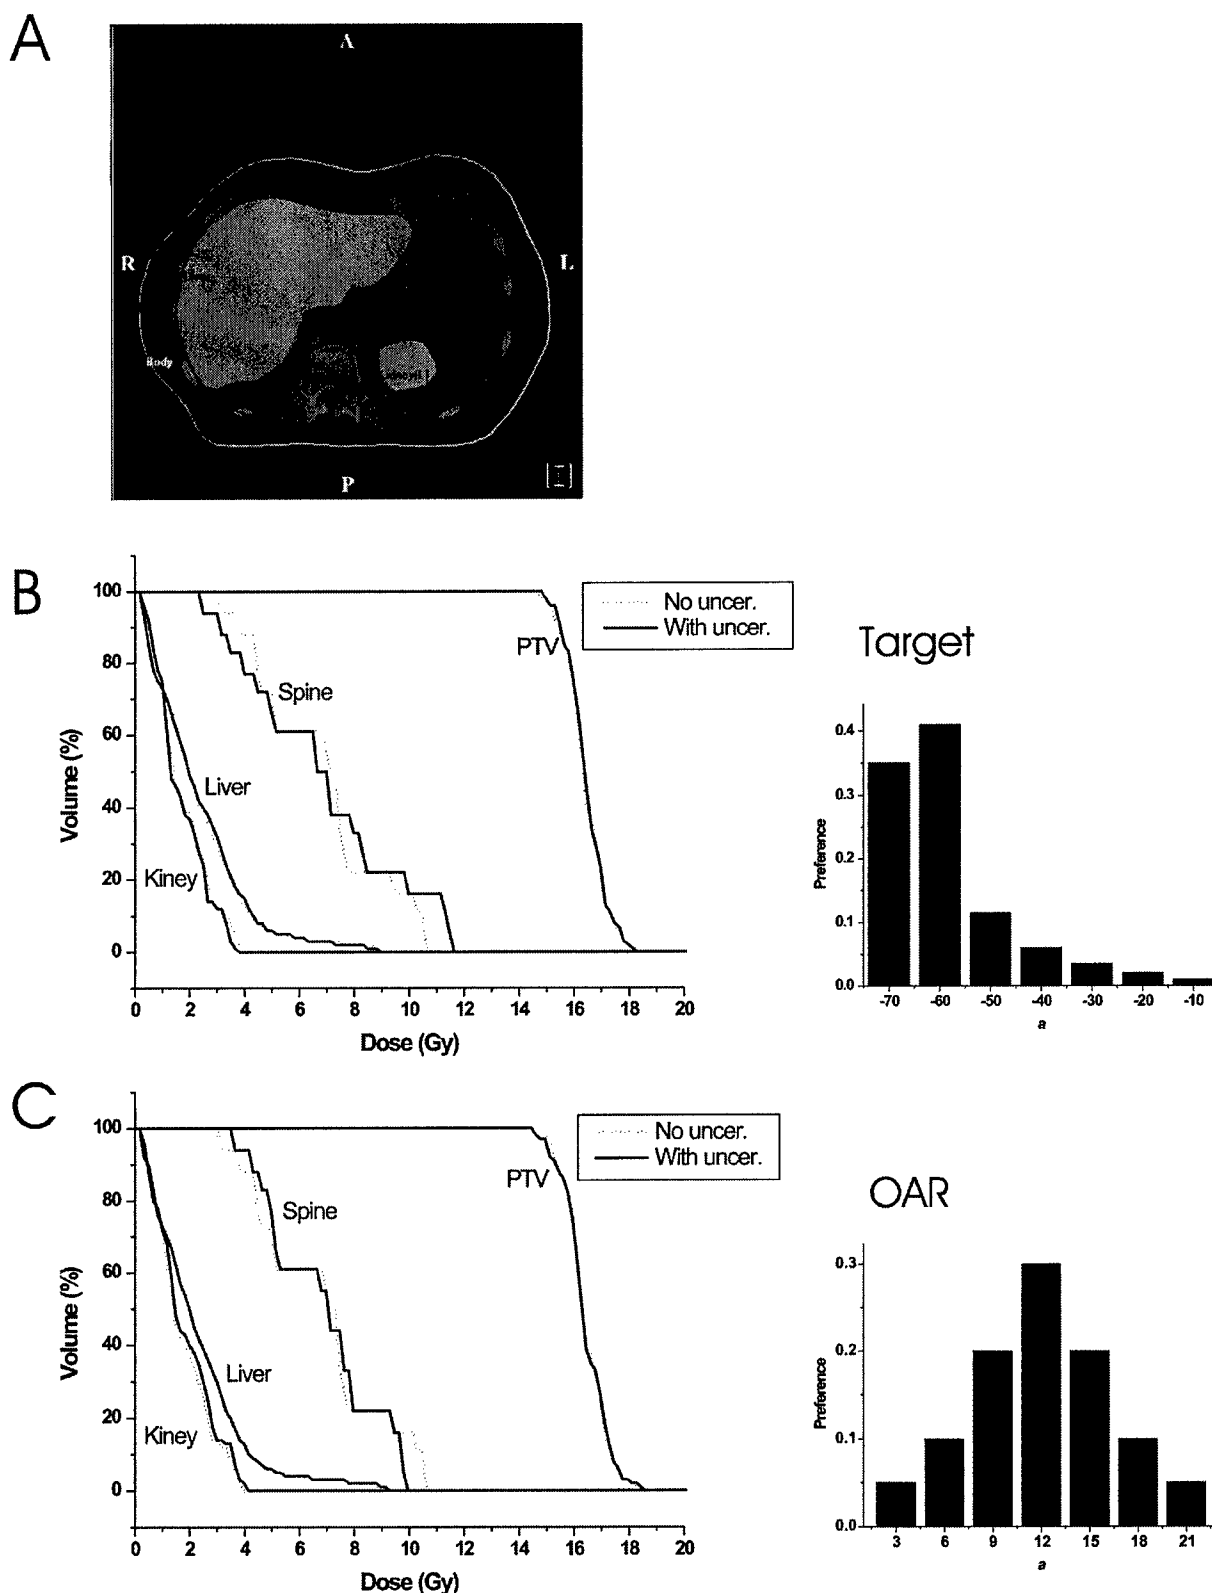 A
A
R
L
Body
P
B
100
80
60
40
20
0
Volume (%)
0 2 4 6 8 10 12 14 16 18 20
Dose (Gy)
No uncer.
With uncer.
PTV
Spine
Liver
Kiney
Target
0.4
0.3
0.2
0.1
0.0
Preference
-70 -60 -50 -40 -30 -20 -10
a
C
100
80
60
40
20
0
Volume (%)
0 2 4 6 8 10 12 14 16 18 20
Dose (Gy)
No uncer.
With uncer.
PTV
Spine
Liver
Kiney
OAR
0.3
0.2
0.1
0.0
Preference
3 6 9 12 15 18 21
a